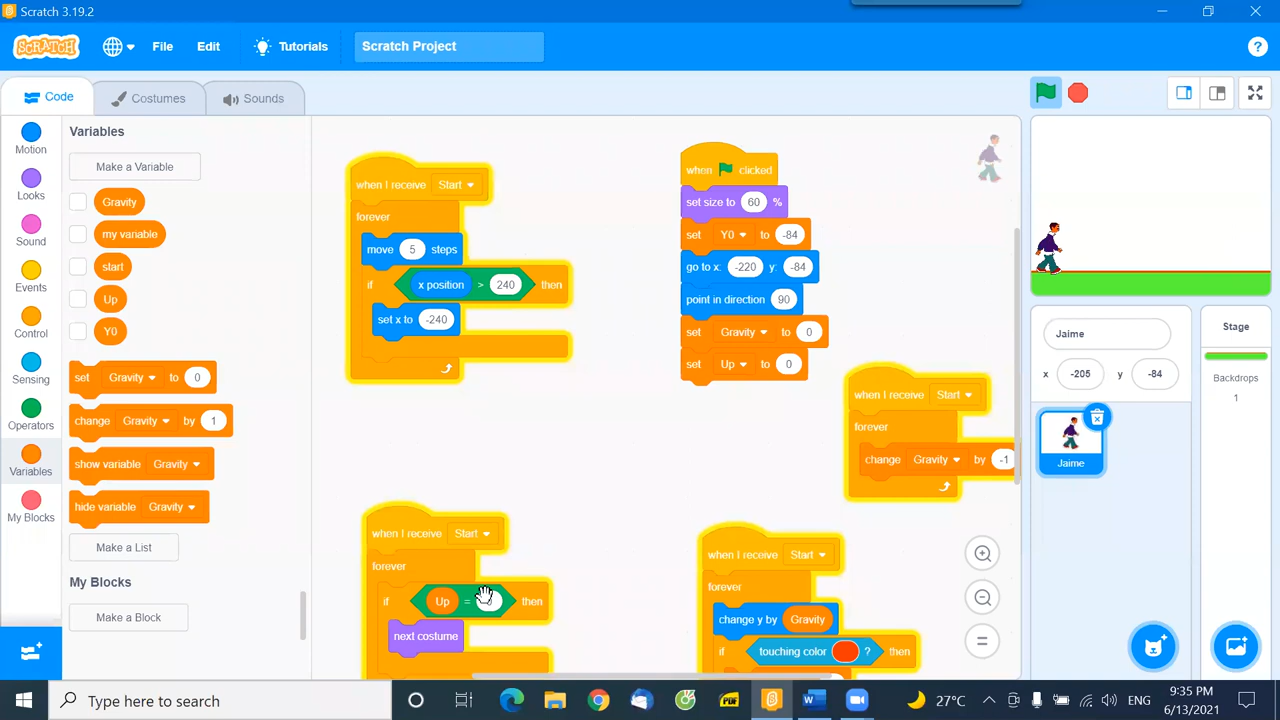 Scratch 3.19.2
SCRATCH File Edit Tutorials Scratch Project ?
Code Costumes Sounds
Motion
Looks
Sound
Events
Control
Sensing
Operators
Variables
My Blocks
Variables
Make a Variable
Gravity
my variable
start
Up
Y0
set Gravity to 0
change Gravity by 1
show variable Gravity
hide variable Gravity
Make a List
My Blocks
Make a Block
when I receive Start
forever
move 5 steps
if x position > 240 then
set x to -240
when clicked
set size to 60 %
set Y0 to -84
go to x: -220 y: -84
point in direction 90
set Gravity to 0
set Up to 0
when I receive Start
forever
change Gravity by -1
when I receive Start
forever
if Up = then
next costume
when I receive Start
forever
change y by Gravity
if touching color ? then
Jaime
x -205 y -84
Jaime
Stage
Backdrops
1
Type here to search
PDF
27°C
ENG
9:35 PM
6/13/2021